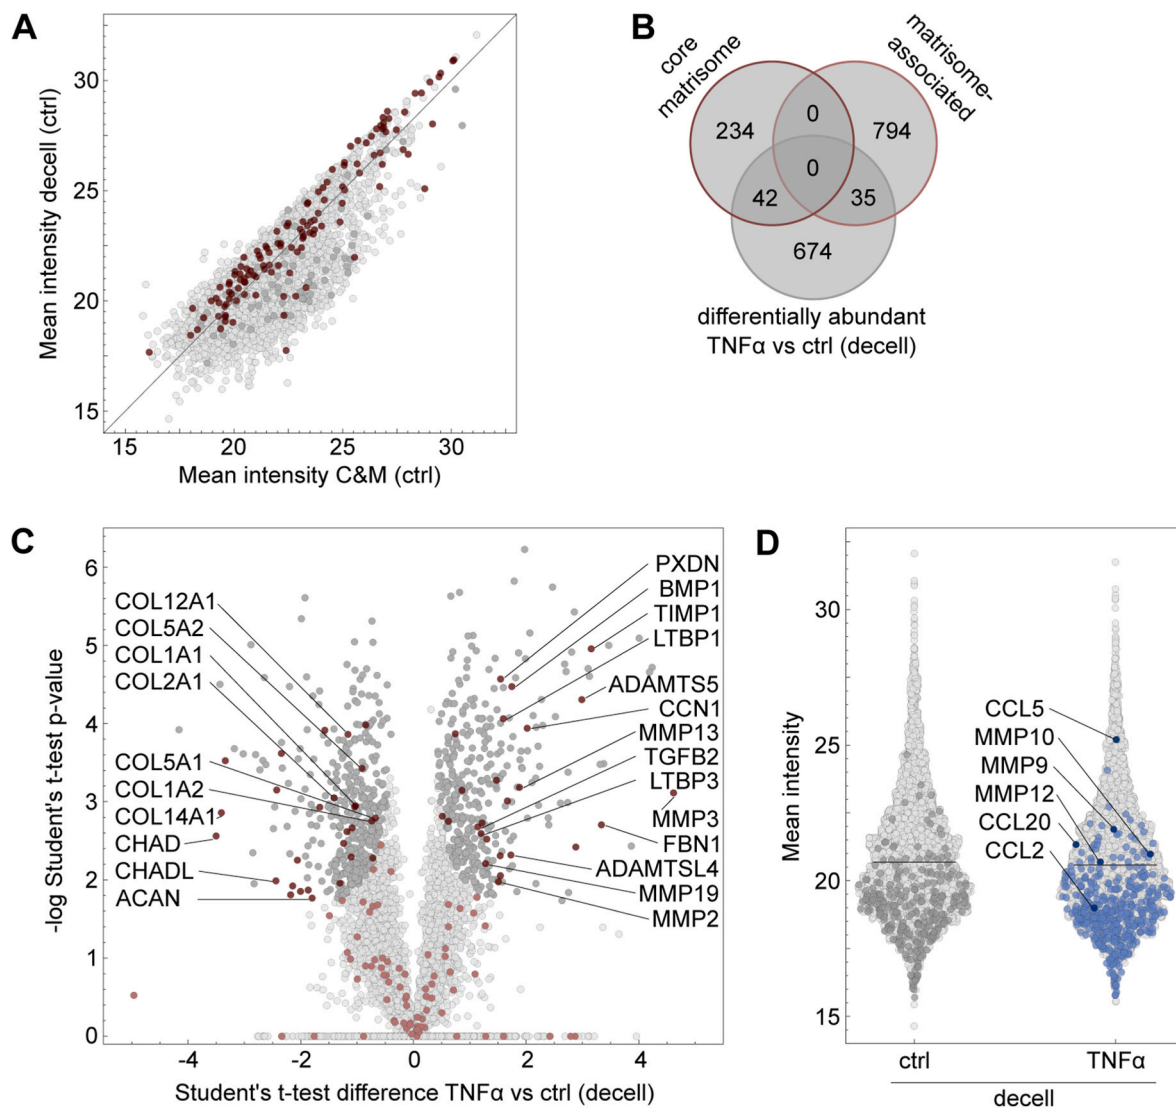 A
Mean intensity decell (ctrl)
30
25
20
15
15 20 25 30
Mean intensity C&M (ctrl)
B
core
matrisome
matrisome-
associated
0
234
794
0
42
35
674
differentially abundant
TNFα vs ctrl (decell)
C
-log Student's t-test p-value
6
5
4
3
2
1
0
-4 -2 0 2 4
Student's t-test difference TNFα vs ctrl (decell)
COL12A1
COL5A2
COL1A1
COL2A1
COL5A1
COL1A2
COL14A1
CHAD
CHADL
ACAN
PXDN
BMP1
TIMP1
LTBP1
ADAMTS5
CCN1
MMP13
TGFB2
LTBP3
MMP3
FBN1
ADAMTSL4
MMP19
MMP2
D
Mean intensity
30
25
20
15
CCL5
MMP10
MMP9
MMP12
CCL20
CCL2
ctrl
TNFα
decell